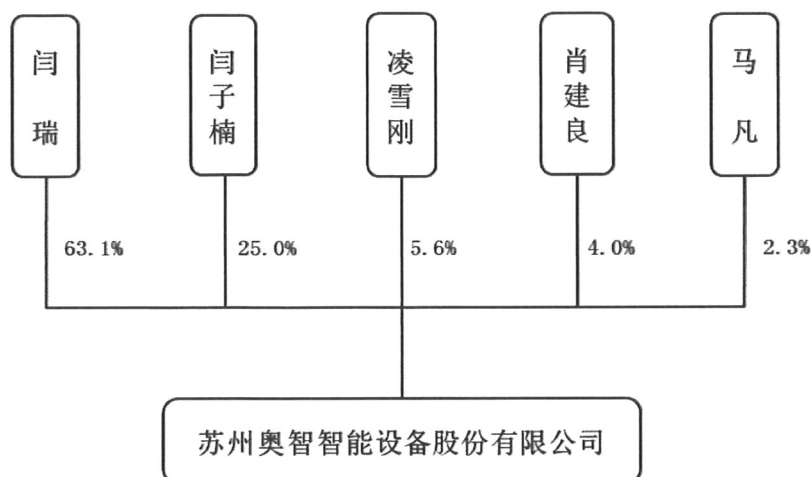 闫瑞
闫子楠
凌雪刚
肖建良
马凡
63.1%
25.0%
5.6%
4.0%
2.3%
苏州奥智智能设备股份有限公司